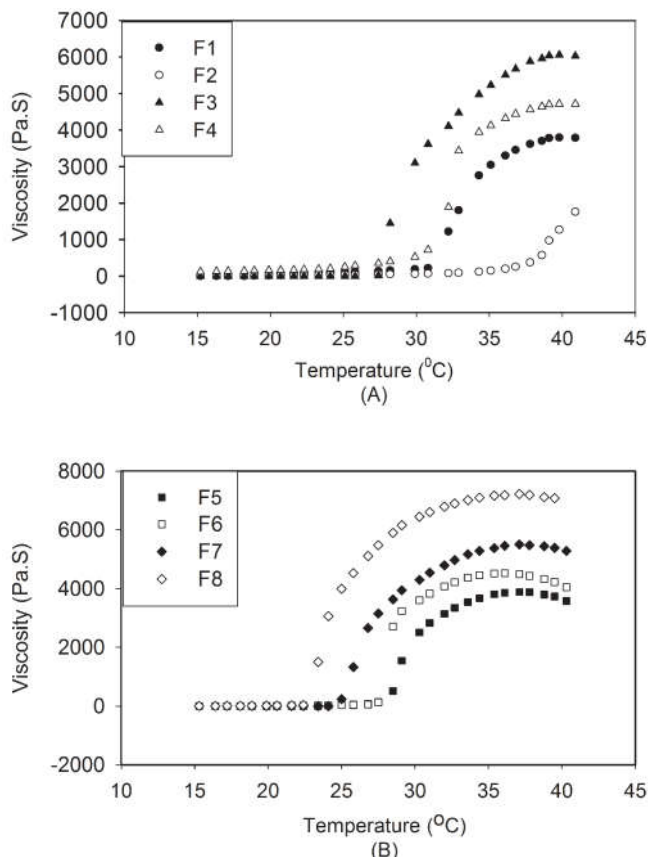 7000
6000
5000
4000
3000
2000
1000
0
-1000
Viscosity (Pa.S)
F1
F2
F3
F4
10 15 20 25 30 35 40 45
Temperature (⁰C)
(A)
8000
6000
4000
2000
0
-2000
Viscosity (Pa.S)
F5
F6
F7
F8
10 15 20 25 30 35 40 45
Temperature (⁰C)
(B)